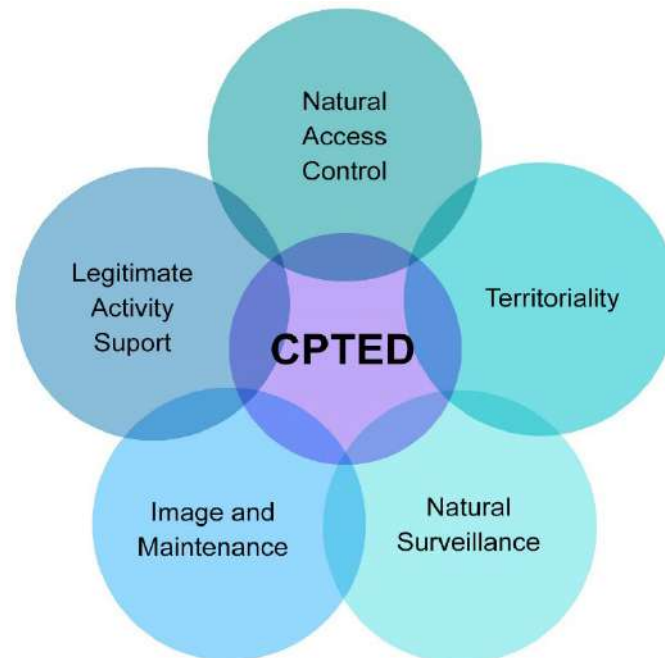 Natural
Access
Control
Legitimate
Activity
Suport
Territoriality
CPTED
Image and
Maintenance
Natural
Surveillance